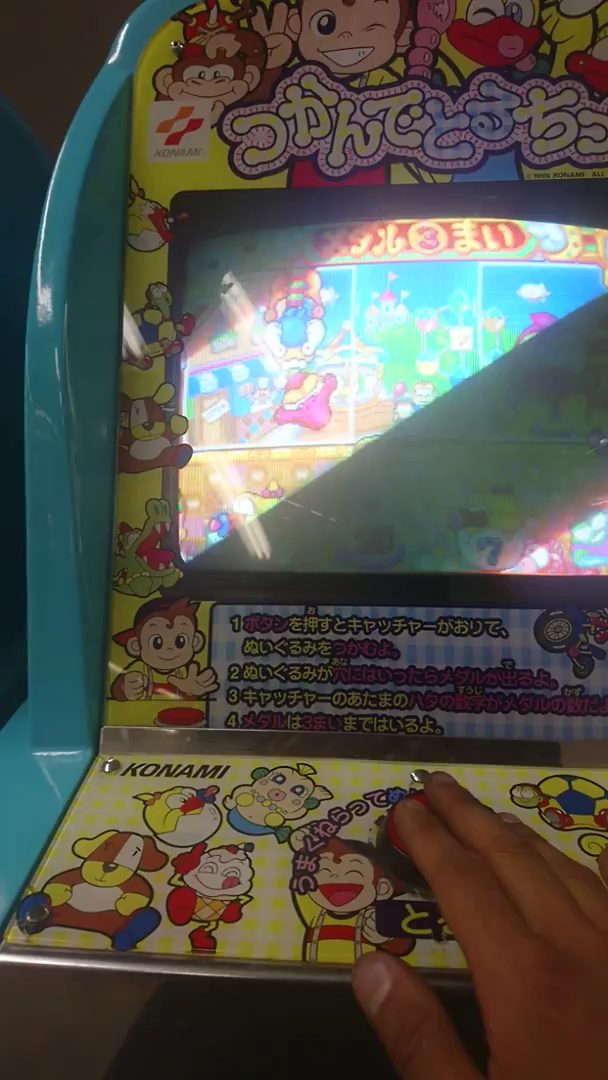 KONAMI
つかんでとるちコ
© 1995 KONAMI ALL
メダル3まい
1 ボタンを押すとキャッチャーがおりて、
ぬいぐるみをつかむよ。
2 ぬいぐるみが穴にはいったらメダルが出るよ。
3 キャッチャーのあたまのハタの数字がメダルの数だよ
4 メダルは3まいまではいるよ。
KONAMI
うま〜くねらって
と
7